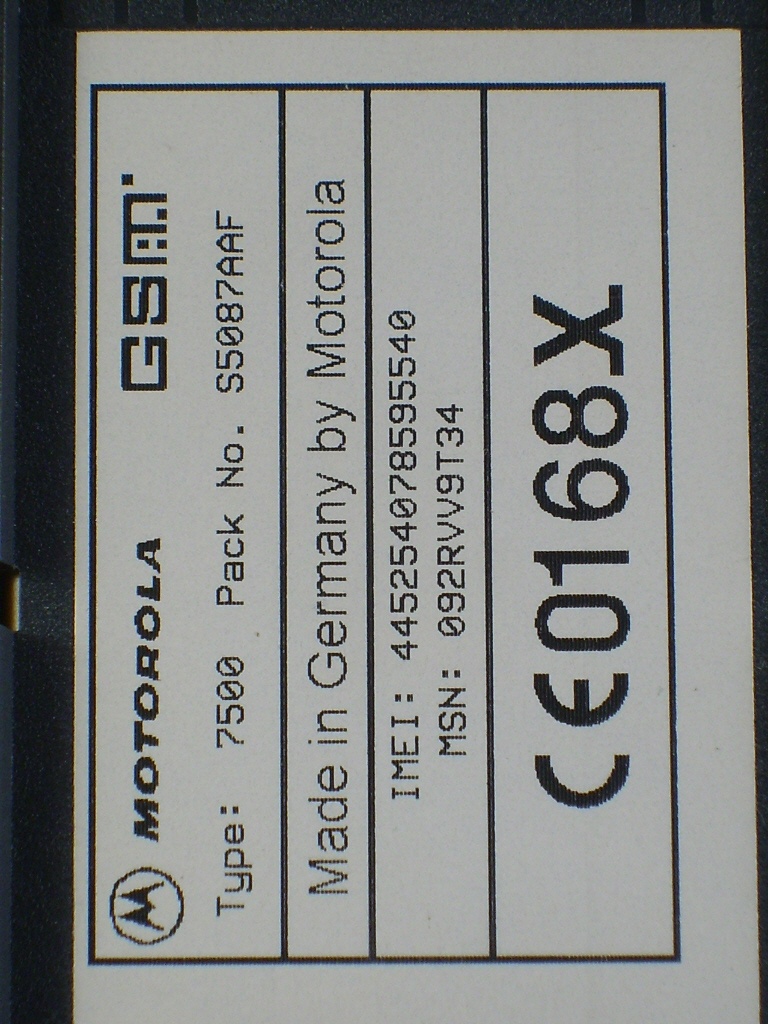 MOTOROLA GSM
Type: 7500 Pack No. S5087AAF
Made in Germany by Motorola
IMEI: 445254078595540
MSN: 092RVV9T34
CE0168X